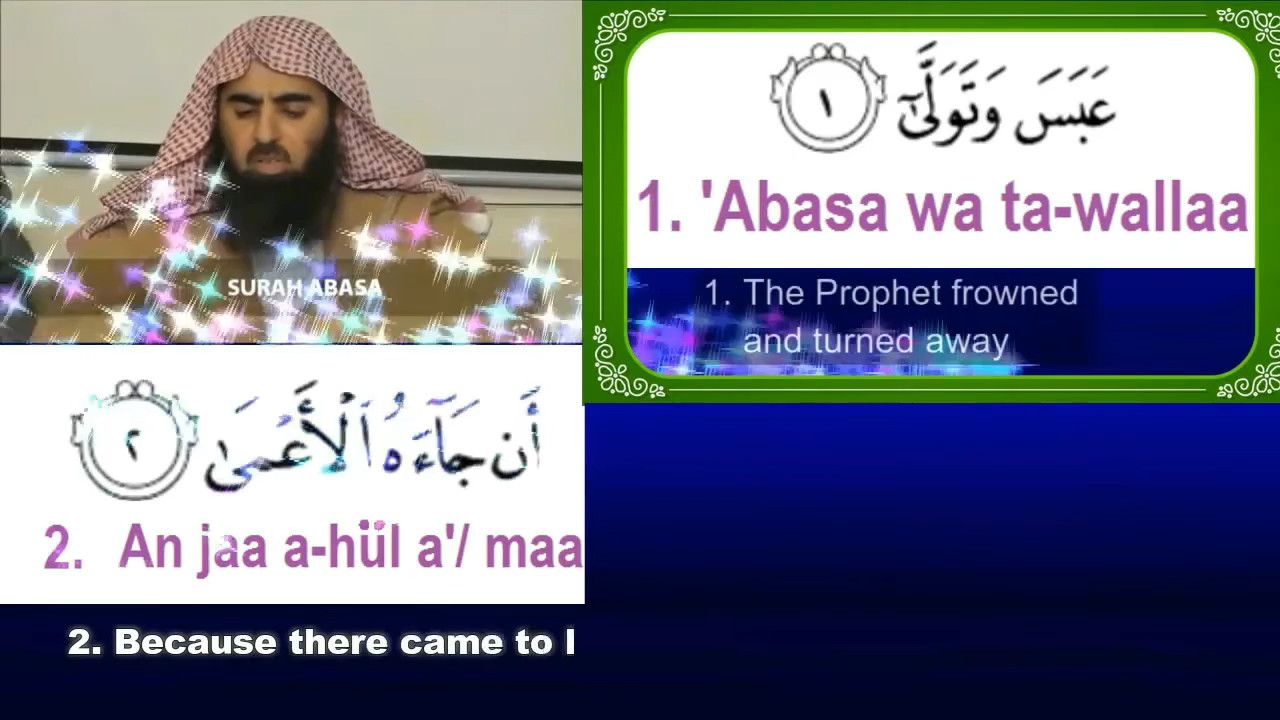 SURAH ABASA
عَبَسَ وَتَوَلَّىٰٓ ١
1. 'Abasa wa ta-wallaa
1. The Prophet frowned
and turned away
أَن جَآءَهُ ٱلْأَعْمَىٰ ٢
2. An jaa a-hül a'/ maa
2. Because there came to